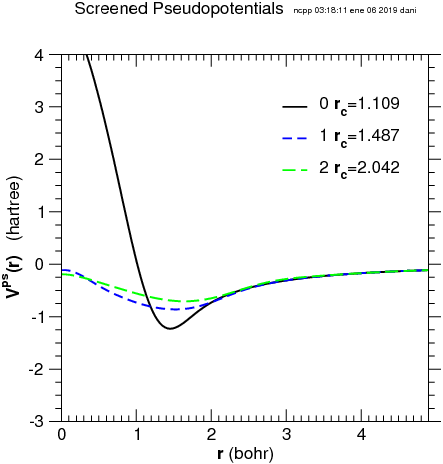 Screened Pseudopotentials ncpp 03:18:11 ene 06 2019 dani
4
3
2
1
0
-1
-2
-3
V^ps(r) (hartree)
0 r_c=1.109
1 r_c=1.487
2 r_c=2.042
0 1 2 3 4
r (bohr)